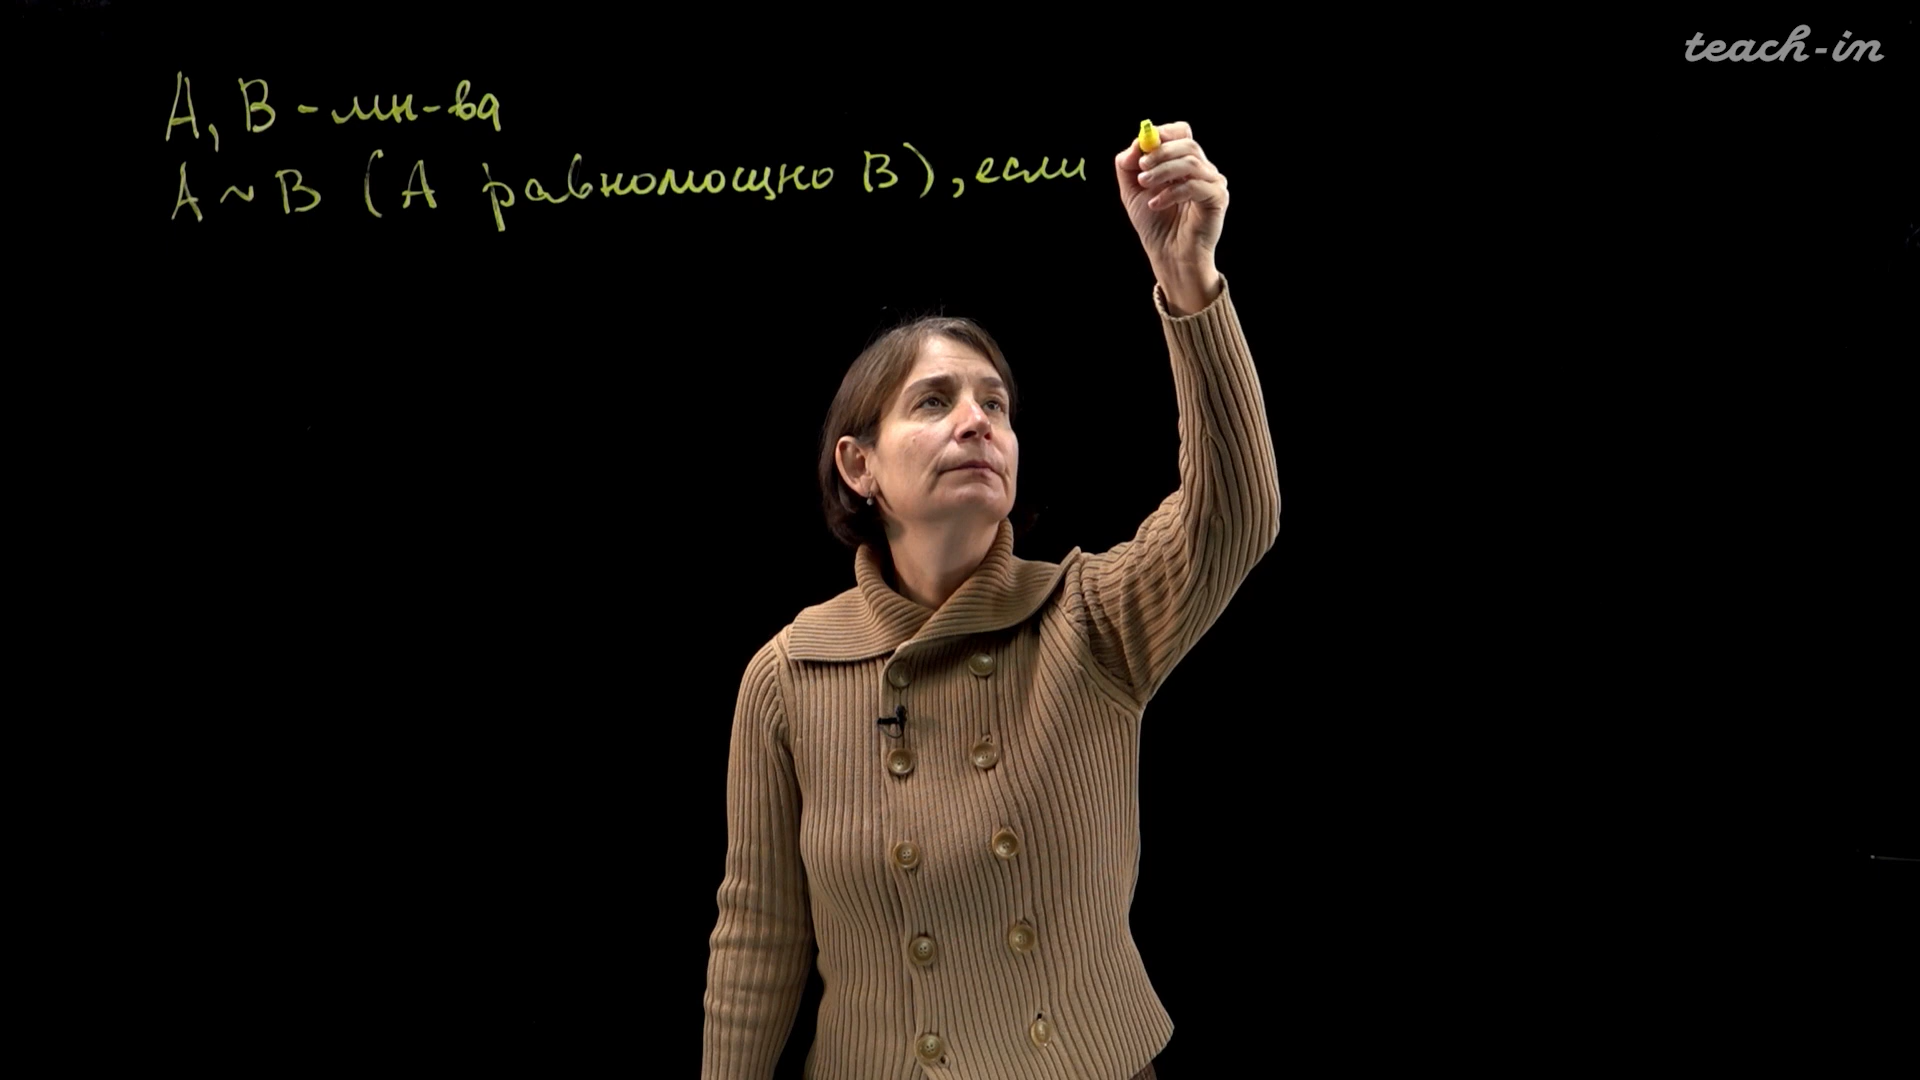 teach-in
A, B - мн-ва
A ~ B (A равномощно B), если